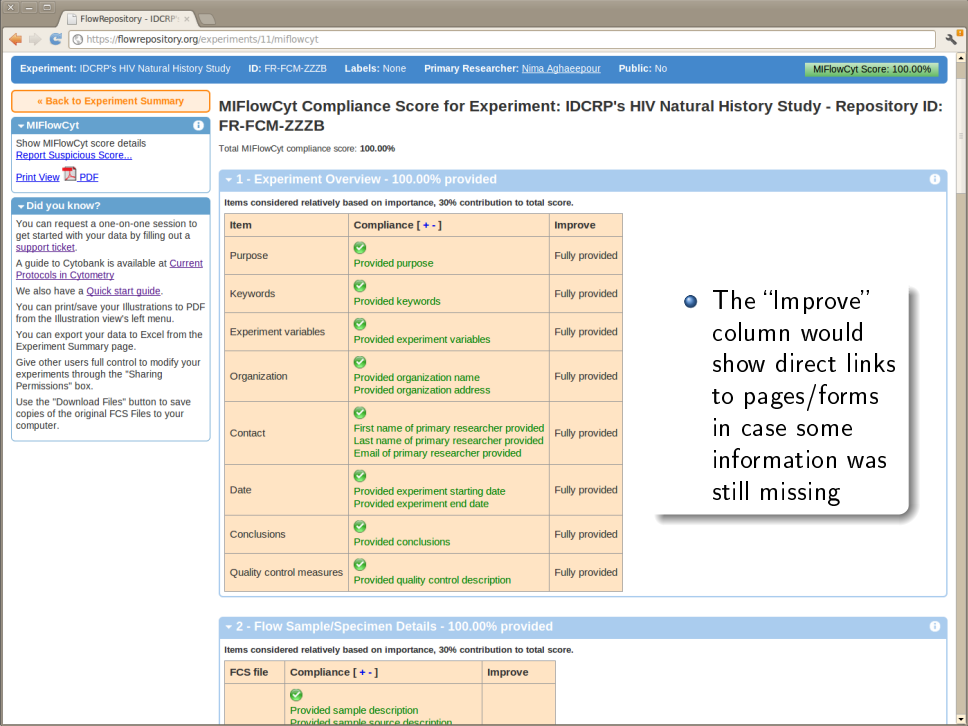 FlowRepository - IDCRP'
https://flowrepository.org/experiments/11/miflowcyt
Experiment: IDCRP's HIV Natural History Study ID: FR-FCM-ZZZB Labels: None Primary Researcher: Nima Aghaeepour Public: No MIFlowCyt Score: 100.00%
« Back to Experiment Summary
MIFlowCyt
Show MIFlowCyt score details
Report Suspicious Score...
Print View PDF
Did you know?
You can request a one-on-one session to
get started with your data by filling out a
support ticket.
A guide to Cytobank is available at Current
Protocols in Cytometry
We also have a Quick start guide.
You can print/save your Illustrations to PDF
from the Illustration view's left menu.
You can export your data to Excel from the
Experiment Summary page.
Give other users full control to modify your
experiments through the "Sharing
Permissions" box.
Use the "Download Files" button to save
copies of the original FCS Files to your
computer.
MIFlowCyt Compliance Score for Experiment: IDCRP's HIV Natural History Study - Repository ID:
FR-FCM-ZZZB
Total MIFlowCyt compliance score: 100.00%
1 - Experiment Overview - 100.00% provided
Items considered relatively based on importance, 30% contribution to total score.
Item Compliance [ + - ] Improve
Purpose Provided purpose Fully provided
Keywords Provided keywords Fully provided
Experiment variables Provided experiment variables Fully provided
Organization Provided organization name Fully provided
Provided organization address
Contact First name of primary researcher provided Fully provided
Last name of primary researcher provided
Email of primary researcher provided
Date Provided experiment starting date Fully provided
Provided experiment end date
Conclusions Provided conclusions Fully provided
Quality control measures Provided quality control description Fully provided
The “Improve”
column would
show direct links
to pages/forms
in case some
information was
still missing
2 - Flow Sample/Specimen Details - 100.00% provided
Items considered relatively based on importance, 30% contribution to total score.
FCS file Compliance [ + - ] Improve
Provided sample description
Provided sample source description